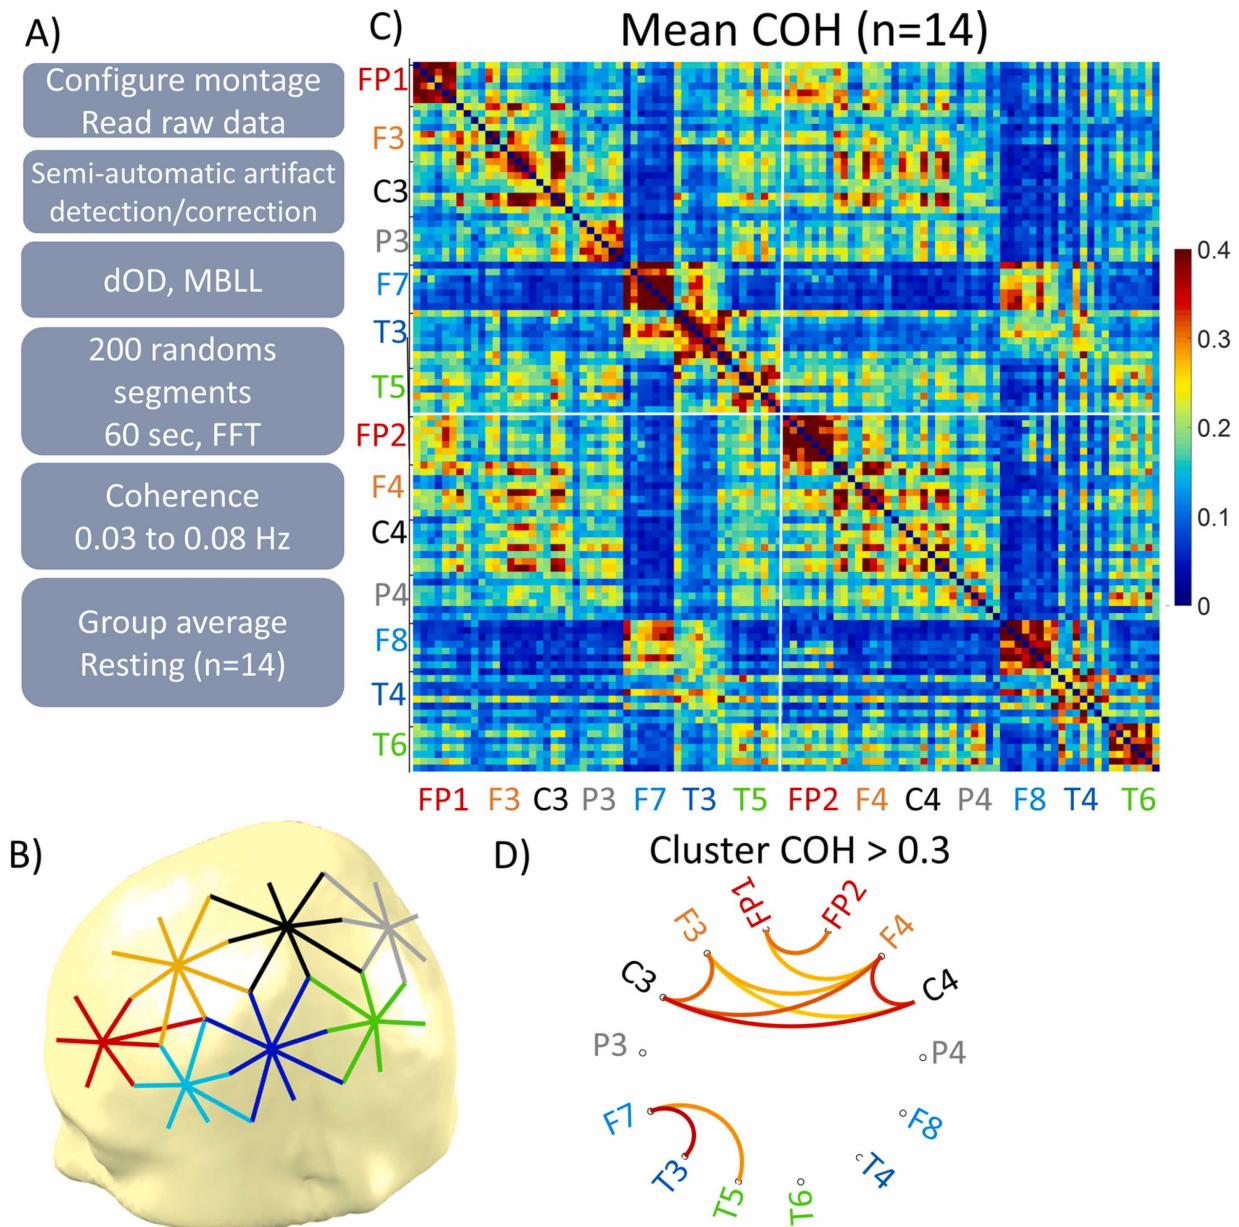 A)
Configure montage
Read raw data
Semi-automatic artifact
detection/correction
dOD, MBLL
200 randoms
segments
60 sec, FFT
Coherence
0.03 to 0.08 Hz
Group average
Resting (n=14)
C)
Mean COH (n=14)
FP1
F3
C3
P3
F7
T3
T5
FP2
F4
C4
P4
F8
T4
T6
FP1 F3 C3 P3 F7 T3 T5 FP2 F4 C4 P4 F8 T4 T6
0.4
0.3
0.2
0.1
0
B)
D)
Cluster COH > 0.3
FP1
FP2
F3
F4
C3
C4
P3
P4
F7
F8
T3
T4
T5
T6